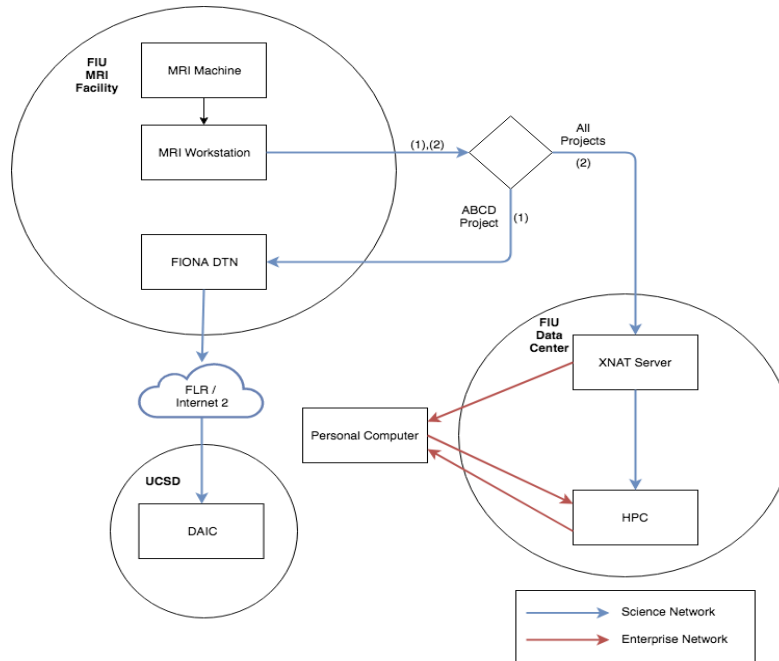 FIU
MRI
Facility
MRI Machine
MRI Workstation
(1),(2)
All
Projects
(2)
ABCD
Project
(1)
FIONA DTN
FIU
Data
Center
XNAT Server
FLR /
Internet 2
Personal Computer
UCSD
DAIC
HPC
Science Network
Enterprise Network